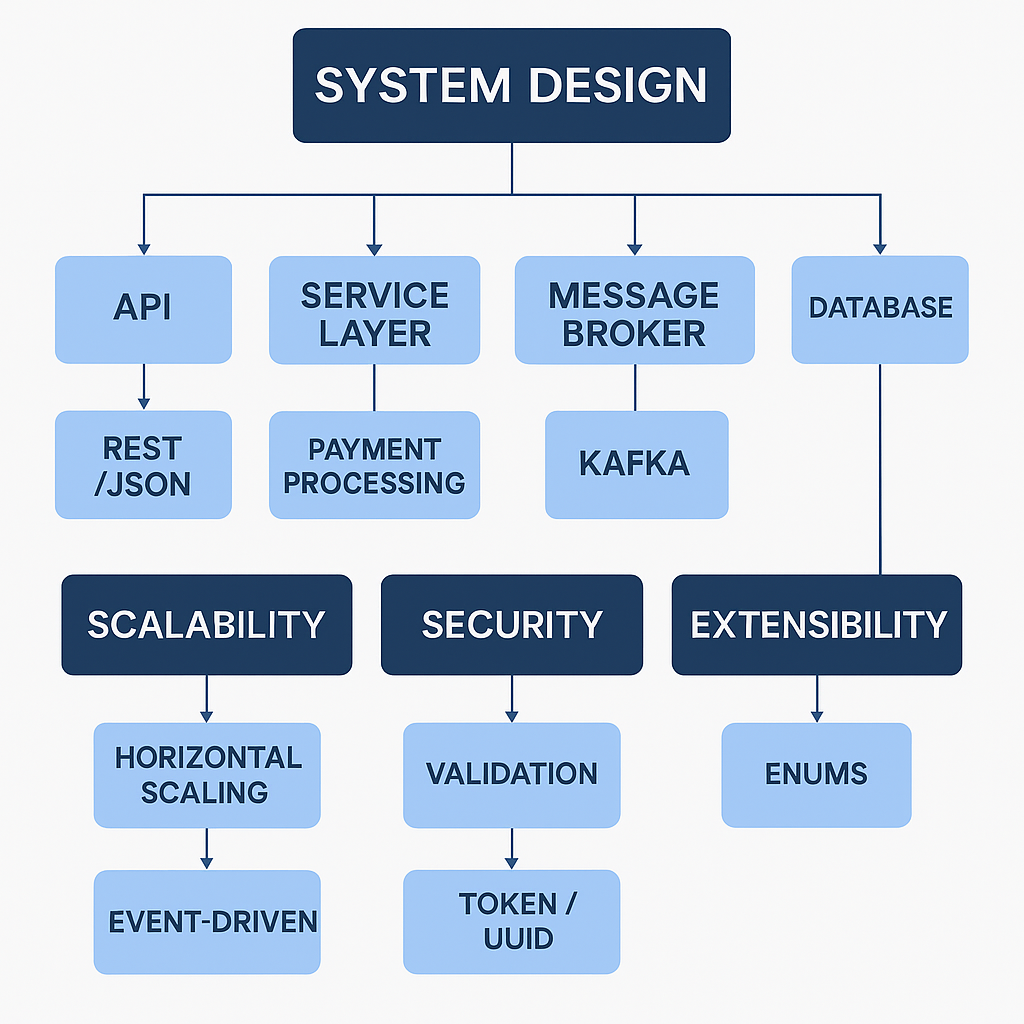 SYSTEM DESIGN
API
SERVICE
LAYER
MESSAGE
BROKER
DATABASE
REST
/JSON
PAYMENT
PROCESSING
KAFKA
SCALABILITY
SECURITY
EXTENSIBILITY
HORIZONTAL
SCALING
VALIDATION
ENUMS
EVENT-DRIVEN
TOKEN /
UUID